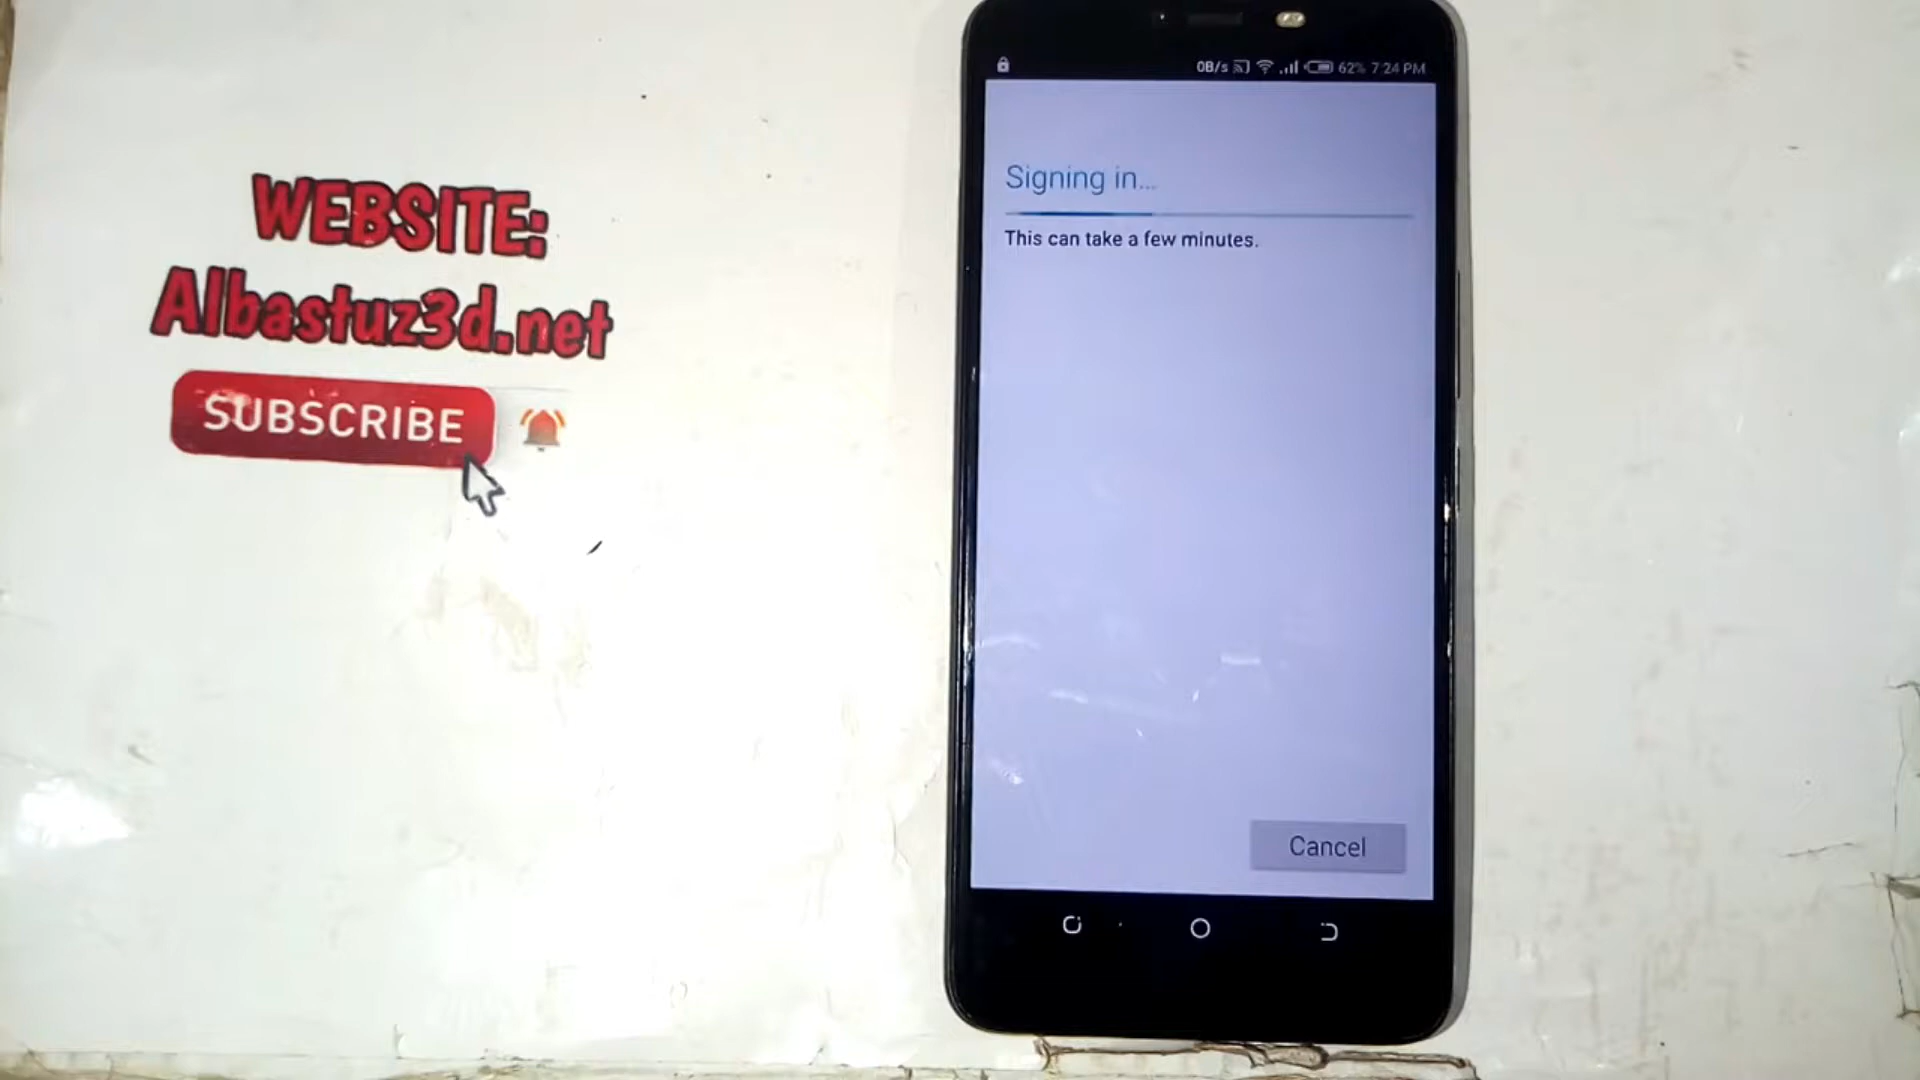 WEBSITE:
Albastuz3d.net
SUBSCRIBE
0B/s 62% 7:24 PM
Signing in...
This can take a few minutes.
Cancel